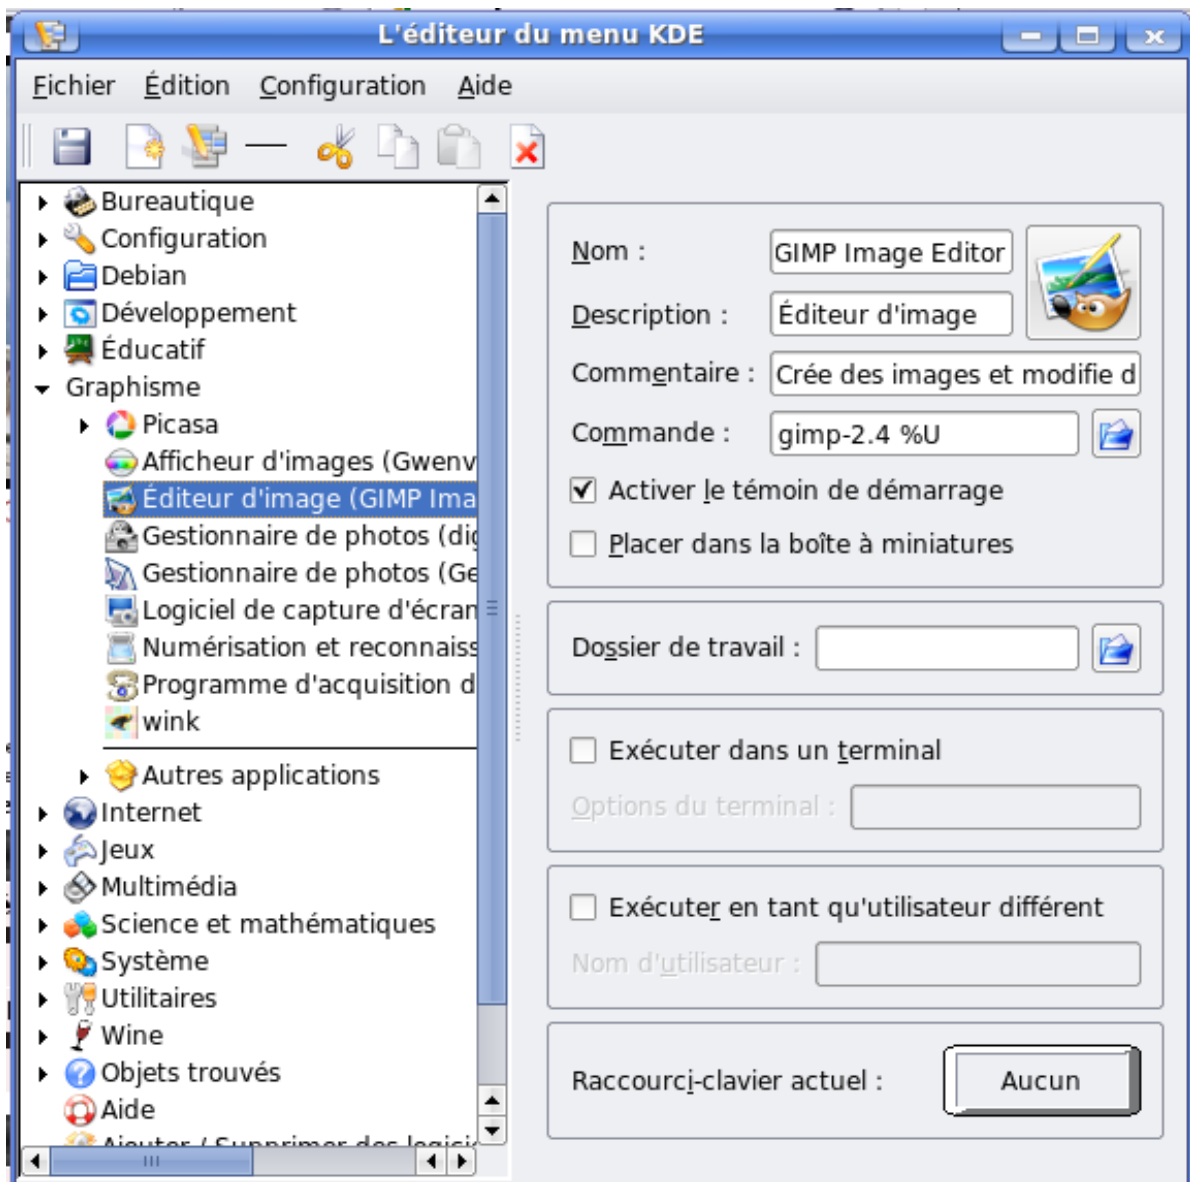 L'éditeur du menu KDE
Fichier Édition Configuration Aide
Bureautique
Configuration
Debian
Développement
Éducatif
Graphisme
Picasa
Afficheur d'images (Gwenv
Éditeur d'image (GIMP Ima
Gestionnaire de photos (dig
Gestionnaire de photos (Ge
Logiciel de capture d'écran
Numérisation et reconnaiss
Programme d'acquisition d
wink
Autres applications
Internet
Jeux
Multimédia
Science et mathématiques
Système
Utilitaires
Wine
Objets trouvés
Aide
Ajouter / Supprimer des logici
Nom : GIMP Image Editor
Description : Éditeur d'image
Commentaire : Crée des images et modifie d
Commande : gimp-2.4 %U
Activer le témoin de démarrage
Placer dans la boîte à miniatures
Dossier de travail :
Exécuter dans un terminal
Options du terminal :
Exécuter en tant qu'utilisateur différent
Nom d'utilisateur :
Raccourci-clavier actuel : Aucun